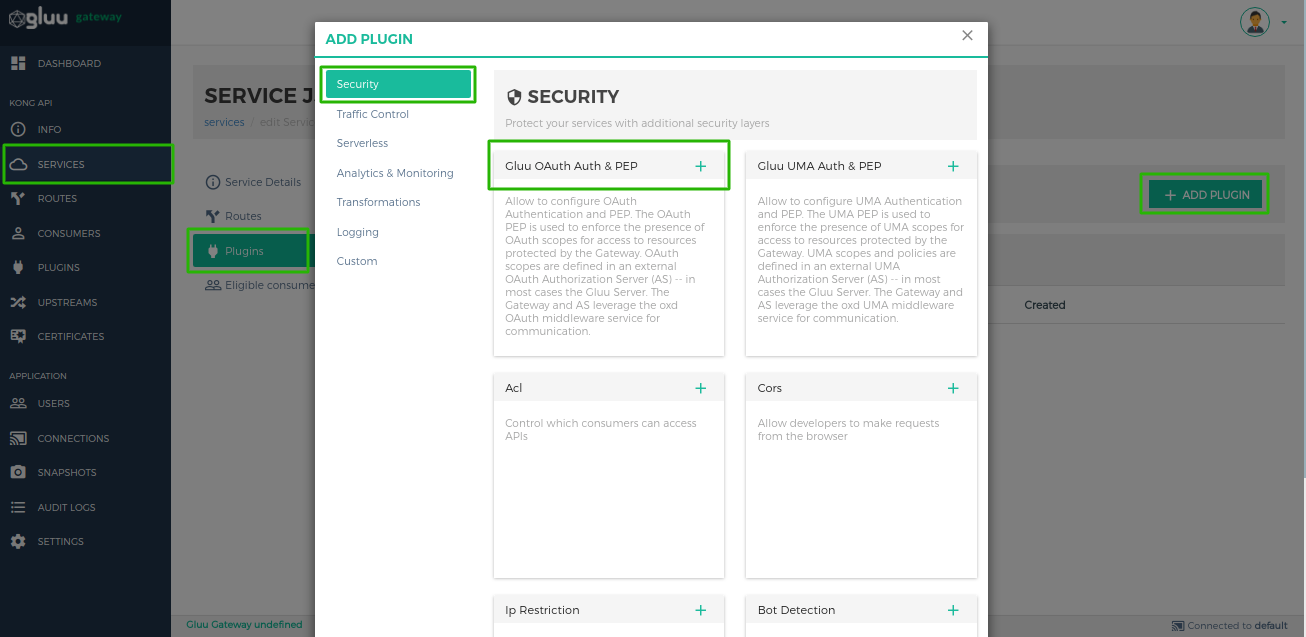 gluu gateway
DASHBOARD
KONG API
INFO
SERVICES
ROUTES
CONSUMERS
PLUGINS
UPSTREAMS
CERTIFICATES
APPLICATION
USERS
CONNECTIONS
SNAPSHOTS
AUDIT LOGS
SETTINGS
SERVICE
services / edit
Service Details
Routes
Plugins
Eligible consume
ADD PLUGIN
Security
Traffic Control
Serverless
Analytics & Monitoring
Transformations
Logging
Custom
SECURITY
Protect your services with additional security layers
Gluu OAuth Auth & PEP +
Allow to configure OAuth
Authentication and PEP. The OAuth
PEP is used to enforce the presence of
OAuth scopes for access to resources
protected by the Gateway. OAuth
scopes are defined in an external
OAuth Authorization Server (AS) -- in
most cases the Gluu Server. The
Gateway and AS leverage the oxd
OAuth middleware service for
communication.
Gluu UMA Auth & PEP +
Allow to configure UMA Authentication
and PEP. The UMA PEP is used to
enforce the presence of UMA scopes for
access to resources protected by the
Gateway. UMA scopes and policies are
defined in an external UMA
Authorization Server (AS) -- in most
cases the Gluu Server. The Gateway and
AS leverage the oxd UMA middleware
service for communication.
Acl +
Control which consumers can access
APIs
Cors +
Allow developers to make requests
from the browser
Ip Restriction +
Bot Detection +
+ ADD PLUGIN
Created
Gluu Gateway undefined
Connected to default